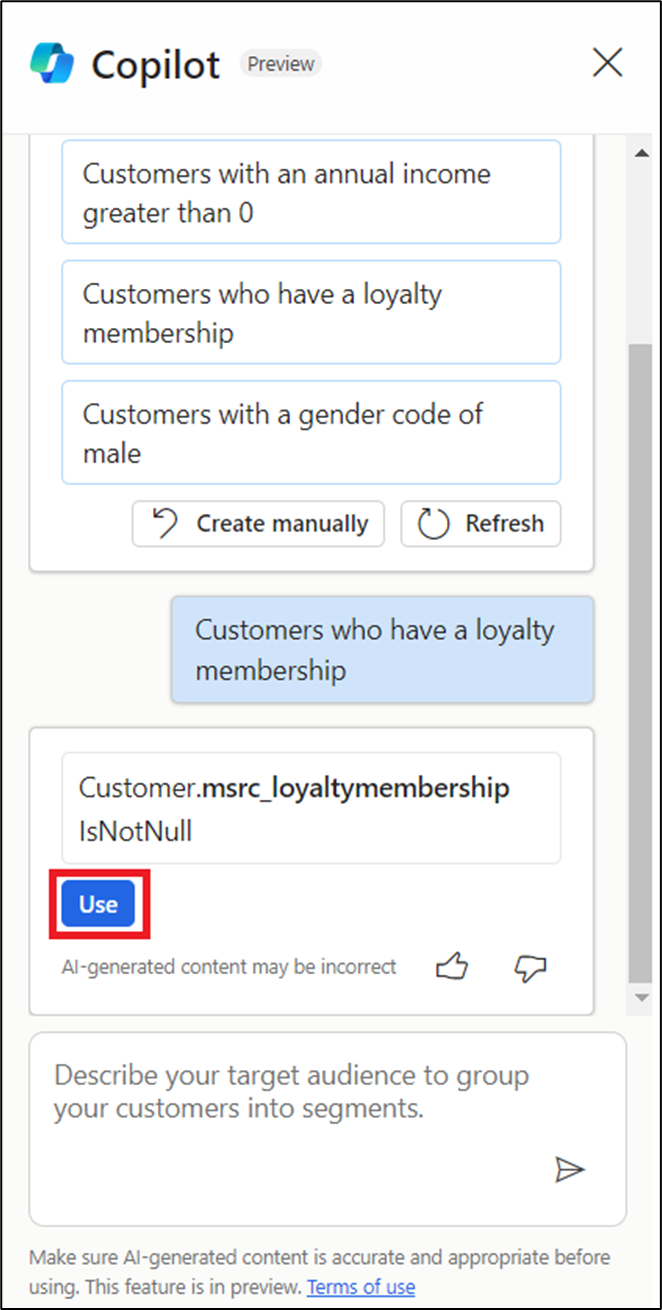 Copilot Preview
Customers with an annual income
greater than 0
Customers who have a loyalty
membership
Customers with a gender code of
male
Create manually Refresh
Customers who have a loyalty
membership
Customer.msrc_loyaltymembership
IsNotNull
Use
AI-generated content may be incorrect
Describe your target audience to group
your customers into segments.
Make sure AI-generated content is accurate and appropriate before
using. This feature is in preview. Terms of use